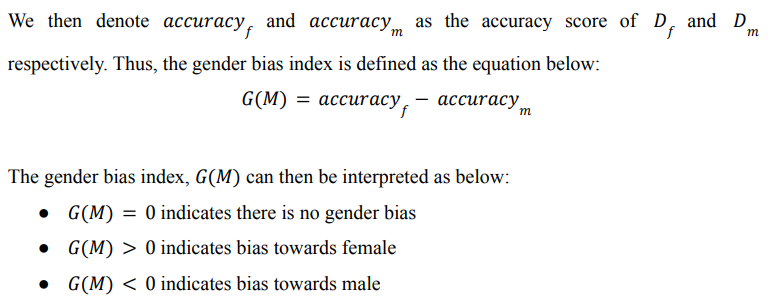 We then denote accuracy_f and accuracy_m as the accuracy score of D_f and D_m
respectively. Thus, the gender bias index is defined as the equation below:
G(M) = accuracy_f − accuracy_m
The gender bias index, G(M) can then be interpreted as below:
● G(M) = 0 indicates there is no gender bias
● G(M) > 0 indicates bias towards female
● G(M) < 0 indicates bias towards male